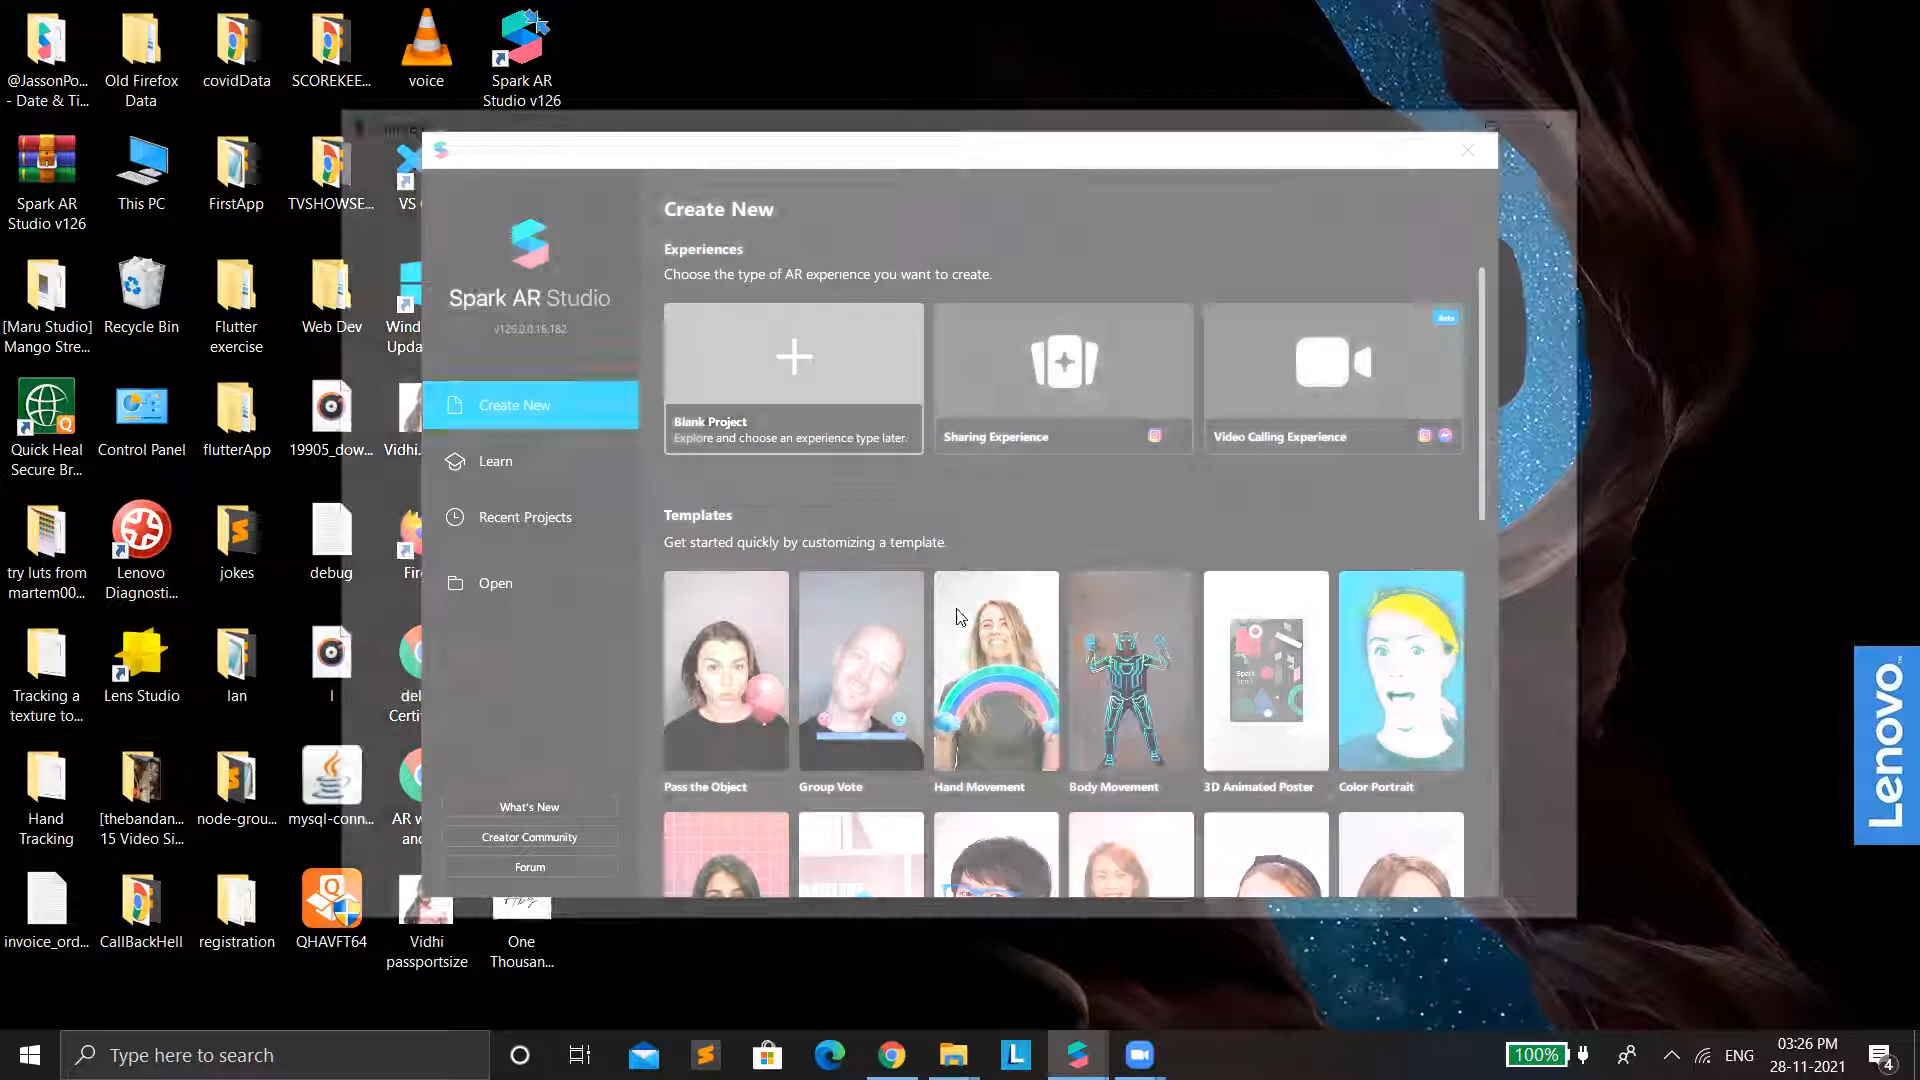 @JassonPo...
- Date & Ti...
Old Firefox
Data
covidData
SCOREKEE...
voice
Spark AR
Studio v126
Spark AR
Studio v126
This PC
FirstApp
TVSHOWSE...
VS
[Maru Studio]
Mango Stre...
Recycle Bin
Flutter
exercise
Web Dev
Wind
Upda
Quick Heal
Secure Br...
Control Panel
flutterApp
19905_dow...
Vidhi
try luts from
martem00...
Lenovo
Diagnosti...
jokes
debug
Fir
Tracking a
texture to...
Lens Studio
lan
l
del
Certi
Hand
Tracking
[thebandan...
15 Video Si...
node-grou...
mysql-conn...
AR w
an
invoice_ord...
CallBackHell
registration
QHAVFT64
Vidhi
passportsize
One
Thousan...
Spark AR Studio
v126.0.0.16.182
Create New
Learn
Recent Projects
Open
What's New
Creator Community
Forum
Create New
Experiences
Choose the type of AR experience you want to create.
Blank Project
Explore and choose an experience type later.
Sharing Experience
Beta
Video Calling Experience
Templates
Get started quickly by customizing a template.
Pass the Object
Group Vote
Hand Movement
Body Movement
3D Animated Poster
Color Portrait
Lenovo
Type here to search
100%
ENG
03:26 PM
28-11-2021
4